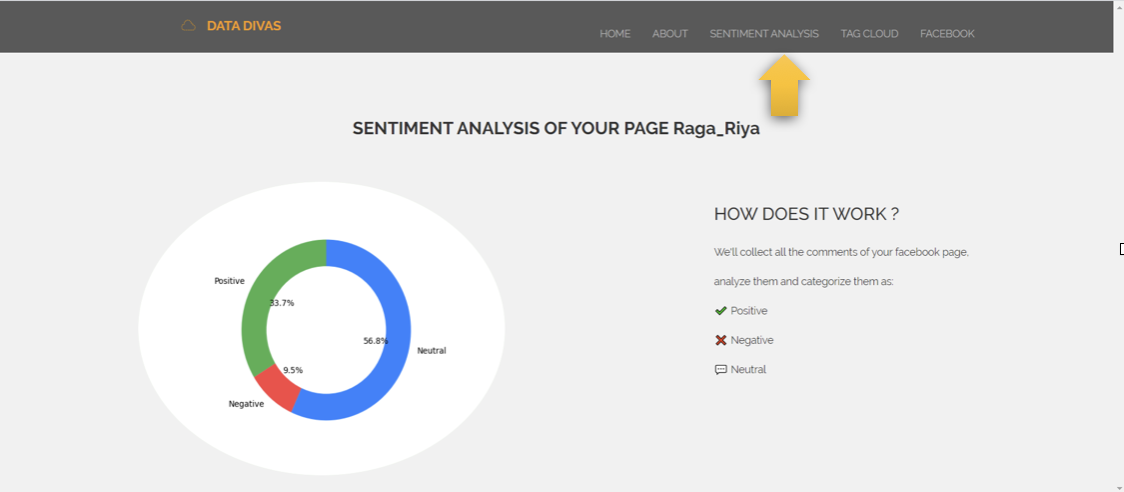 DATA DIVAS
HOME ABOUT SENTIMENT ANALYSIS TAG CLOUD FACEBOOK
SENTIMENT ANALYSIS OF YOUR PAGE Raga_Riya
Positive
33.7%
56.8%
Neutral
9.5%
Negative
HOW DOES IT WORK ?
We'll collect all the comments of your facebook page,
analyze them and categorize them as:
Positive
Negative
Neutral